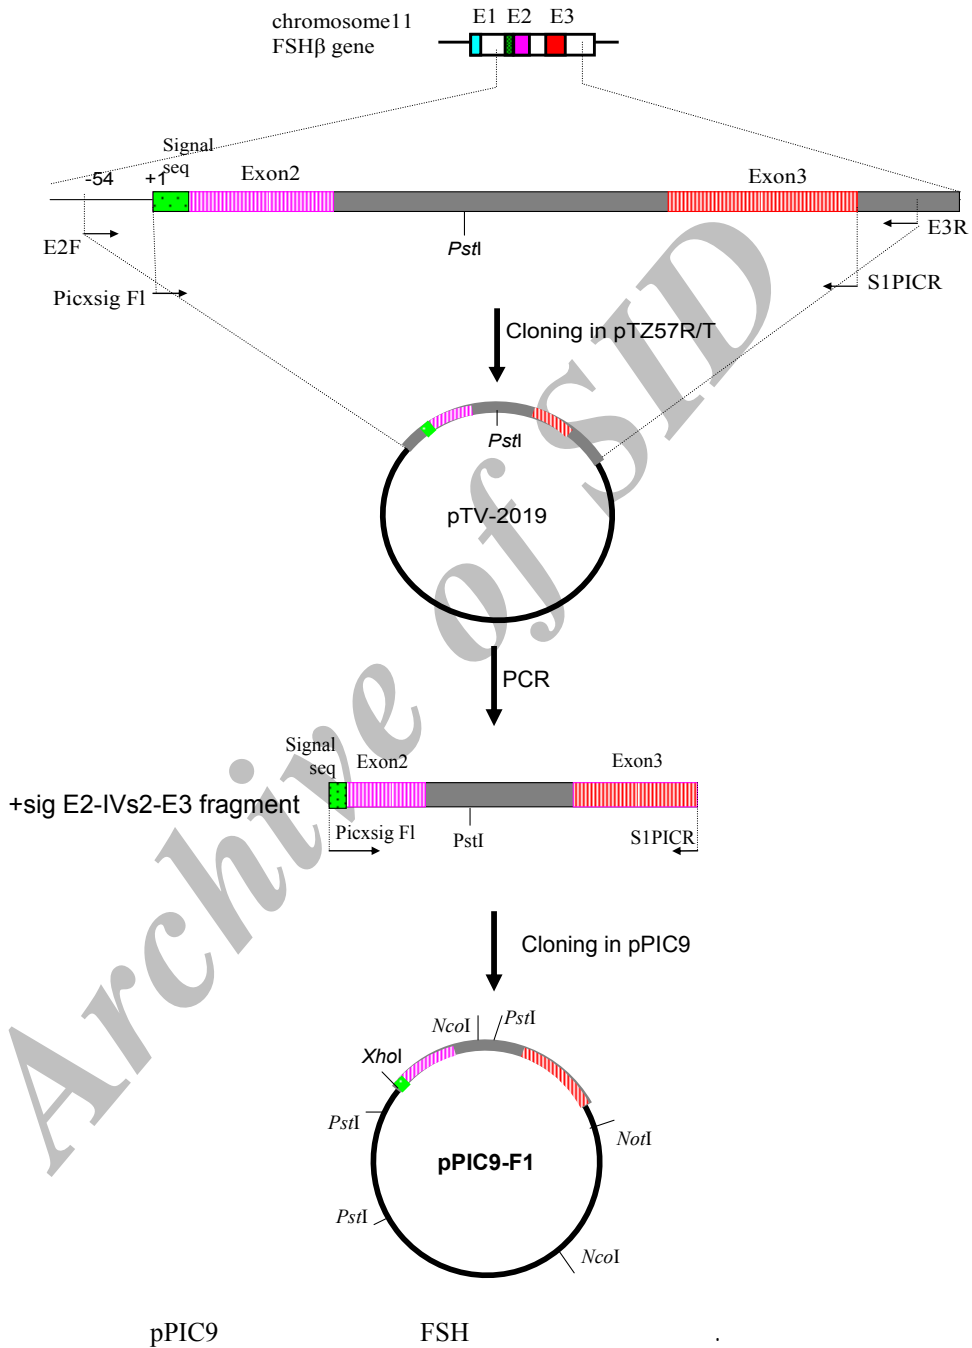 chromosome11
FSHβ gene
E1 E2 E3
Signal
seq
-54 +1
Exon2
Exon3
E2F
PstI
E3R
Picxsig Fl
S1PICR
Cloning in pTZ57R/T
PstI
pTV-2019
PCR
Signal
seq
Exon2
Exon3
+sig E2-IVs2-E3 fragment
Picxsig Fl
PstI
S1PICR
Cloning in pPIC9
NcoI
PstI
XhoI
PstI
NotI
pPIC9-F1
PstI
NcoI
pPIC9 FSH .
Archive of SID